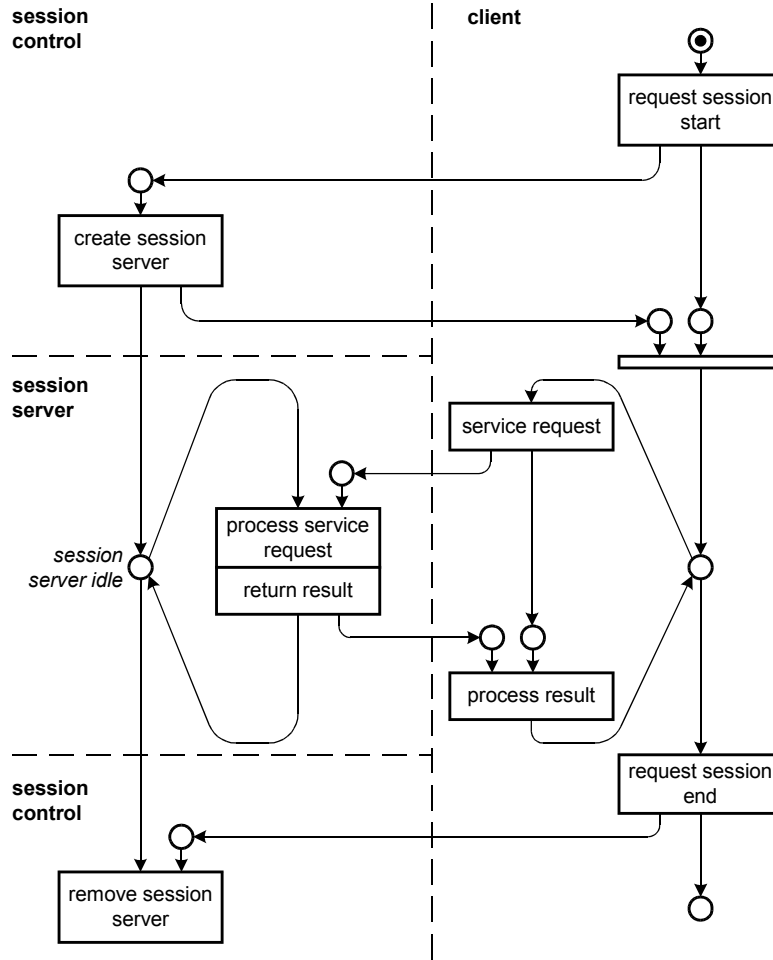 session
control
client
request session
start
create session
server
session
server
service request
process service
request
session
server idle
return result
process result
request session
end
session
control
remove session
server